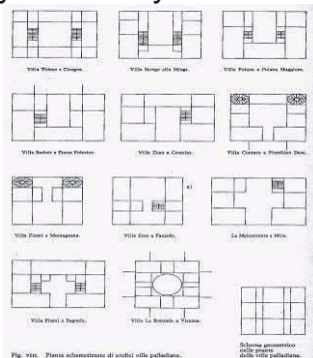 Villa Thiene a Cicogna.
Villa Sarego alla Miega.
Villa Poiana a Poiana Maggiore.
Villa Badoer a Fratta Polesine.
Villa Zeno a Cessalto.
Villa Cornaro a Piombino Dese.
Villa Pisani a Montagnana.
Villa Emo a Fanzolo.
La Malcontenta a Mira.
Villa Pisani a Bagnolo.
Villa La Rotonda a Vicenza.
Schema geometrico
delle piante
delle ville palladiane.
Fig. VIII. Piante schematizzate di undici ville palladiane.